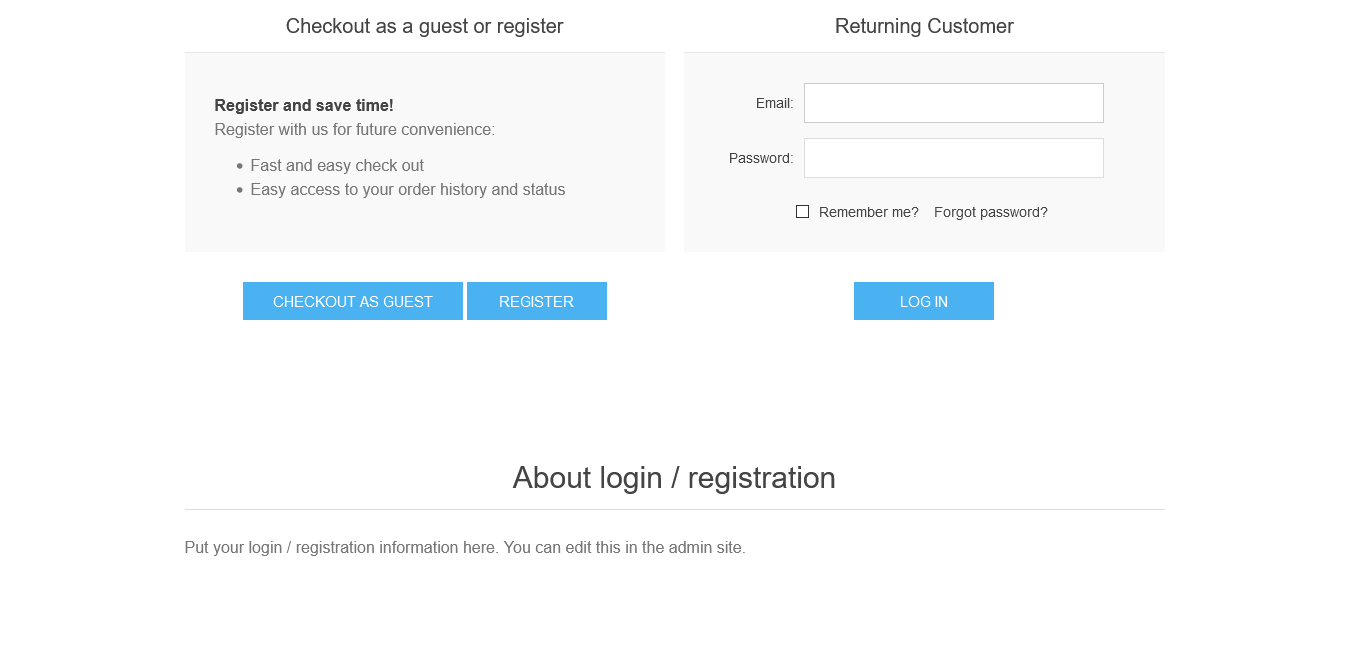 Checkout as a guest or register
Register and save time!
Register with us for future convenience:
Fast and easy check out
Easy access to your order history and status
CHECKOUT AS GUEST
REGISTER
Returning Customer
Email:
Password:
Remember me?
Forgot password?
LOG IN
About login / registration
Put your login / registration information here. You can edit this in the admin site.